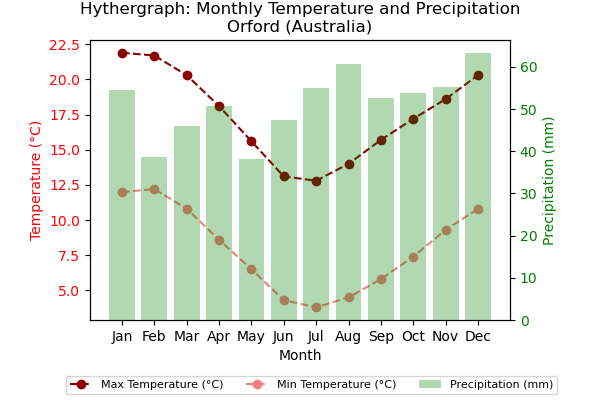 Hythergraph: Monthly Temperature and Precipitation
Orford (Australia)
Temperature (°C)
22.5
20.0
17.5
15.0
12.5
10.0
7.5
5.0
Precipitation (mm)
60
50
40
30
20
10
0
Jan Feb Mar Apr May Jun Jul Aug Sep Oct Nov Dec
Month
Max Temperature (°C) Min Temperature (°C) Precipitation (mm)